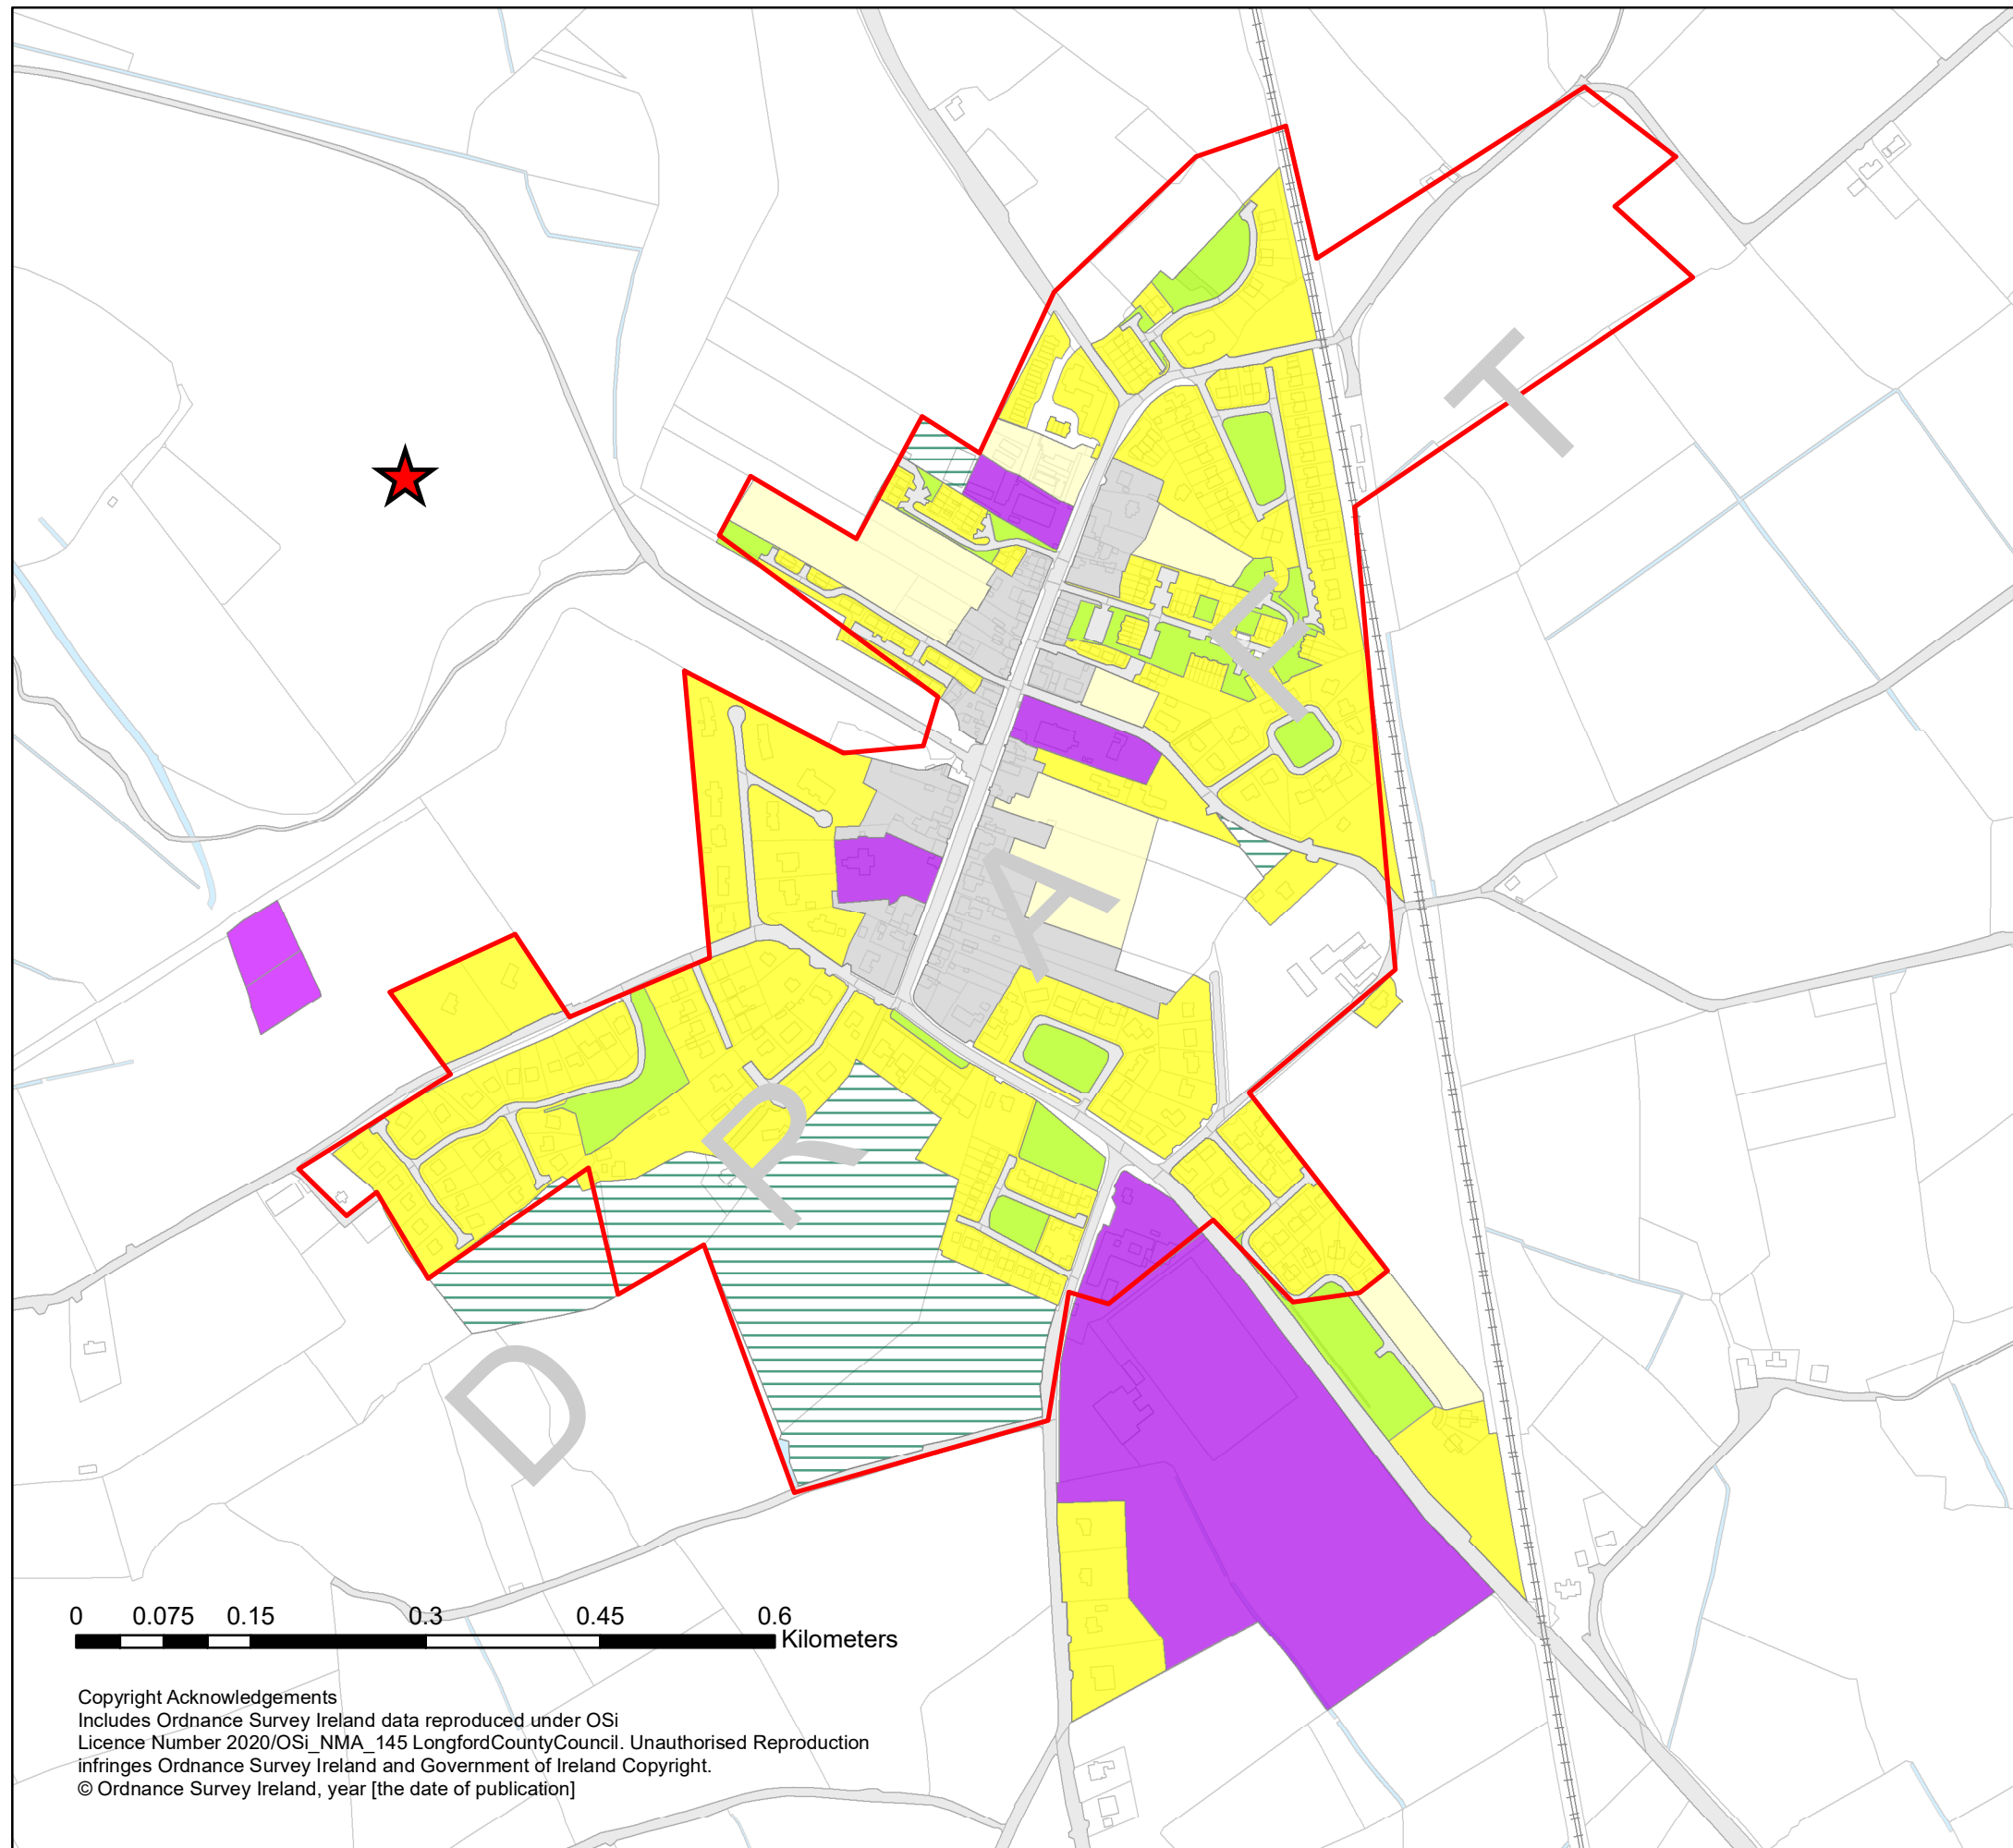 DRAFT
0 0.075 0.15 0.3 0.45 0.6
Kilometers
Copyright Acknowledgements
Includes Ordnance Survey Ireland data reproduced under OSi
Licence Number 2020/OSi_NMA_145 LongfordCountyCouncil. Unauthorised Reproduction
infringes Ordnance Survey Ireland and Government of Ireland Copyright.
© Ordnance Survey Ireland, year [the date of publication]